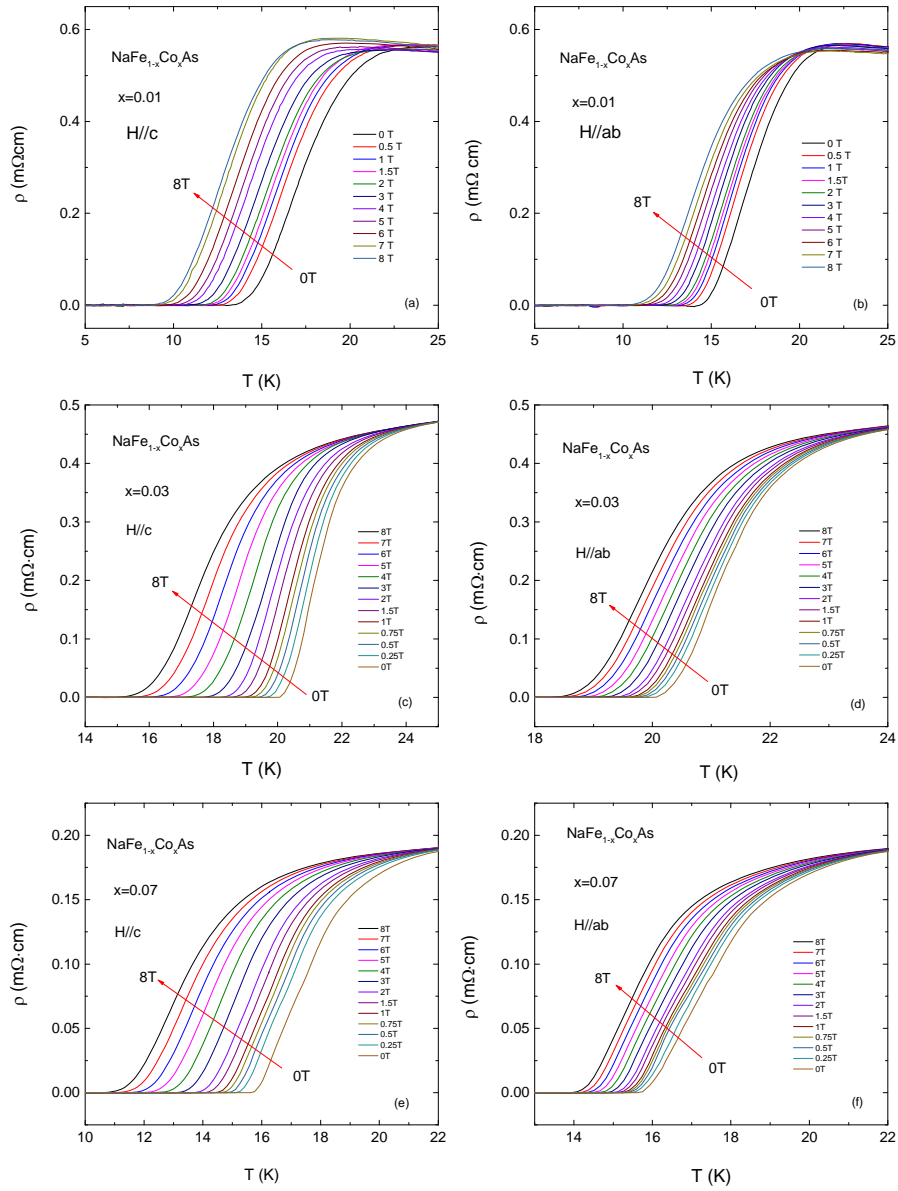 0.6
0.4
0.2
0.0
ρ (mΩcm)
NaFe1-xCoxAs
x=0.01
H//c
8T
0T
0 T
0.5 T
1 T
1.5T
2 T
3 T
4 T
5 T
6 T
7 T
8 T
(a)
5 10 15 20 25
T (K)
0.6
0.4
0.2
0.0
ρ (mΩ cm)
NaFe1-xCoxAs
x=0.01
H//ab
8T
0T
0 T
0.5 T
1 T
1.5T
2 T
3 T
4 T
5 T
6 T
7 T
8 T
(b)
5 10 15 20 25
T (K)
0.5
0.4
0.3
0.2
0.1
0.0
ρ (mΩ·cm)
NaFe1-xCoxAs
x=0.03
H//c
8T
0T
8T
7T
6T
5T
4T
3T
2T
1.5T
1T
0.75T
0.5T
0.25T
0T
(c)
14 16 18 20 22 24
T (K)
0.5
0.4
0.3
0.2
0.1
0.0
ρ (mΩ·cm)
NaFe1-xCoxAs
x=0.03
H//ab
8T
0T
8T
7T
6T
5T
4T
3T
2T
1.5T
1T
0.75T
0.5T
0.25T
0T
(d)
18 20 22 24
T (K)
0.20
0.15
0.10
0.05
0.00
ρ (mΩ·cm)
NaFe1-xCoxAs
x=0.07
H//c
8T
0T
8T
7T
6T
5T
4T
3T
2T
1.5T
1T
0.75T
0.5T
0.25T
0T
(e)
10 12 14 16 18 20 22
T (K)
0.20
0.15
0.10
0.05
0.00
ρ (mΩ·cm)
NaFe1-xCoxAs
x=0.07
H//ab
8T
0T
8T
7T
6T
5T
4T
3T
2T
1.5T
1T
0.75T
0.5T
0.25T
0T
(f)
14 16 18 20 22
T (K)